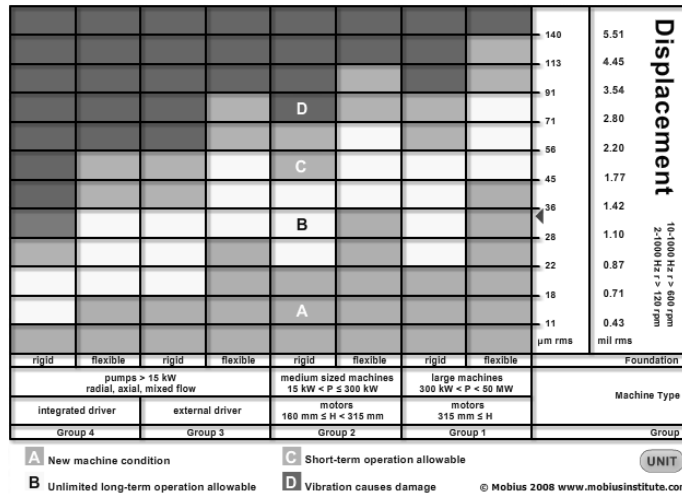 140 5.51
113 4.45
91 3.54
71 2.80
56 2.20
45 1.77
36 1.42
28 1.10
22 0.87
18 0.71
11 0.43
µm rms mil rms
Displacement
10-1000 Hz r > 600 rpm
2-1000 Hz r > 120 rpm
D
C
B
A
rigid flexible rigid flexible rigid flexible rigid flexible Foundation
pumps > 15 kW
radial, axial, mixed flow
medium sized machines
15 kW < P ≤ 300 kW
large machines
300 kW < P < 50 MW
Machine Type
integrated driver external driver
motors
160 mm ≤ H < 315 mm
motors
315 mm ≤ H
Group 4 Group 3 Group 2 Group 1 Group
A New machine condition
C Short-term operation allowable
UNIT
B Unlimited long-term operation allowable
D Vibration causes damage
© Mobius 2008 www.mobiusinstitute.com